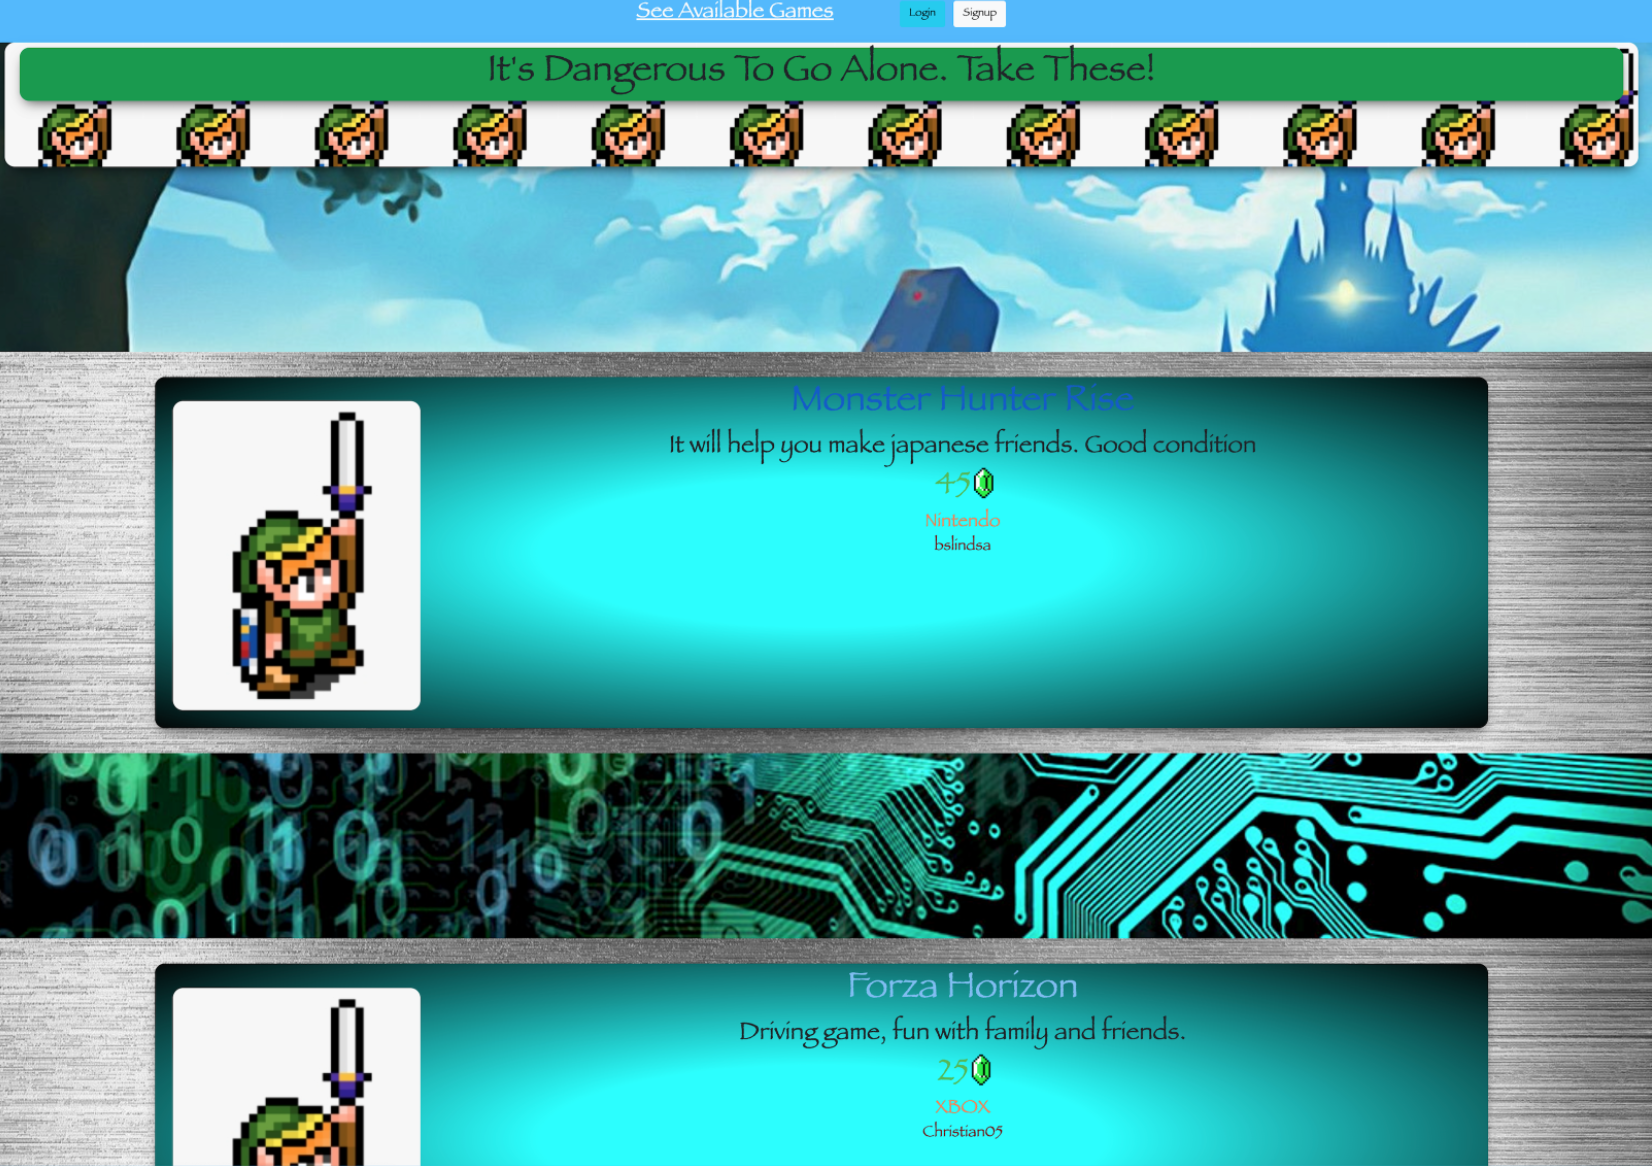 See Available Games
Login
Signup
It's Dangerous To Go Alone. Take These!
Monster Hunter Rise
It will help you make japanese friends. Good condition
45
Nintendo
bslindsa
Forza Horizon
Driving game, fun with family and friends.
25
XBOX
Christian05